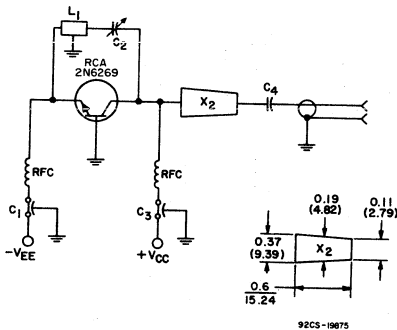 L1
C2
RCA
2N6269
X2
C4
RFC
RFC
C1
C3
-VEE
+VCC
0.19
(4.82)
0.11
(2.79)
0.37
(9.39)
X2
0.6
15.24
92CS-19875